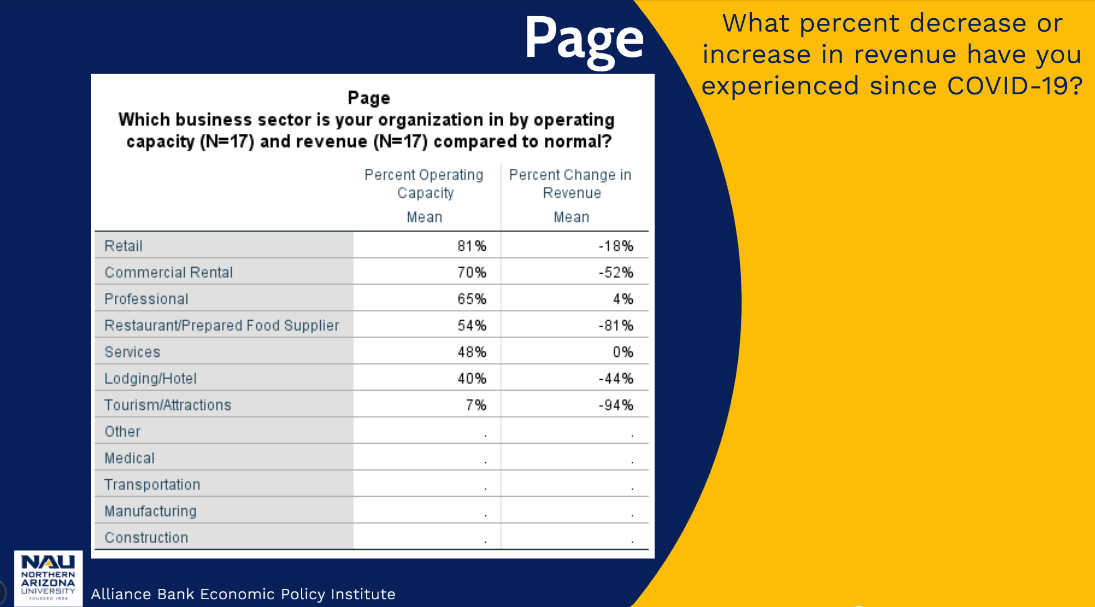 Page
What percent decrease or
increase in revenue have you
experienced since COVID-19?
Page
Which business sector is your organization in by operating
capacity (N=17) and revenue (N=17) compared to normal?
Percent Operating Capacity Percent Change in Revenue
Mean Mean
Retail 81% -18%
Commercial Rental 70% -52%
Professional 65% 4%
Restaurant/Prepared Food Supplier 54% -81%
Services 48% 0%
Lodging/Hotel 40% -44%
Tourism/Attractions 7% -94%
Other . .
Medical . .
Transportation . .
Manufacturing . .
Construction . .
NAU
NORTHERN
ARIZONA
UNIVERSITY
FOUNDED 1899
Alliance Bank Economic Policy Institute